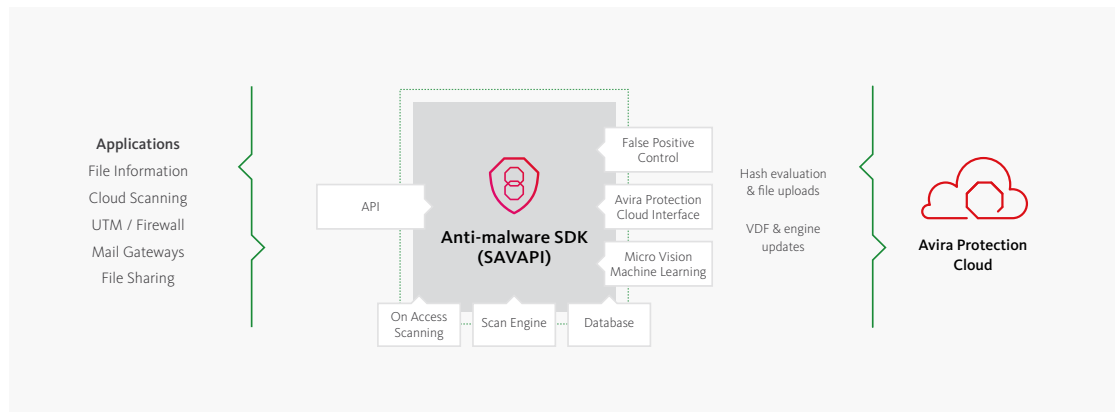 Applications
File Information
Cloud Scanning
UTM / Firewall
Mail Gateways
File Sharing
API
Anti-malware SDK
(SAVAPI)
False Positive
Control
Avira Protection
Cloud Interface
Micro Vision
Machine Learning
On Access
Scanning
Scan Engine
Database
Hash evaluation
& file uploads
VDF & engine
updates
Avira Protection
Cloud